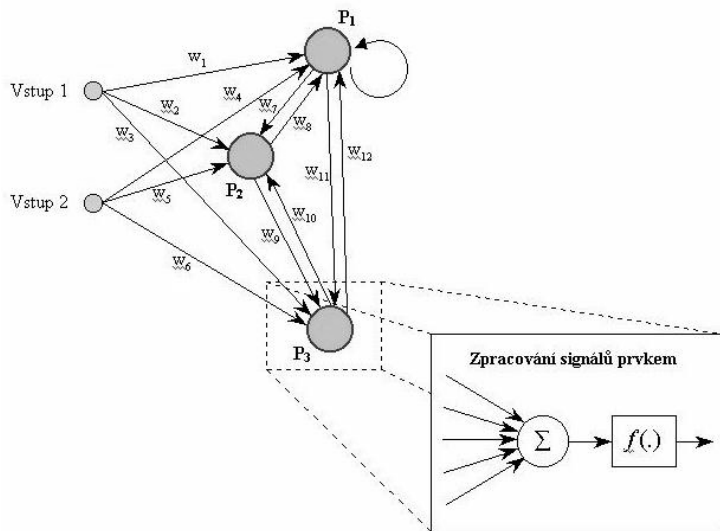 P1
w1
Vstup 1
w2
w4
w3
w7
w8
w12
w11
P2
Vstup 2
w5
w10
w9
w6
P3
Zpracování signálů prvkem
Σ
f(.)